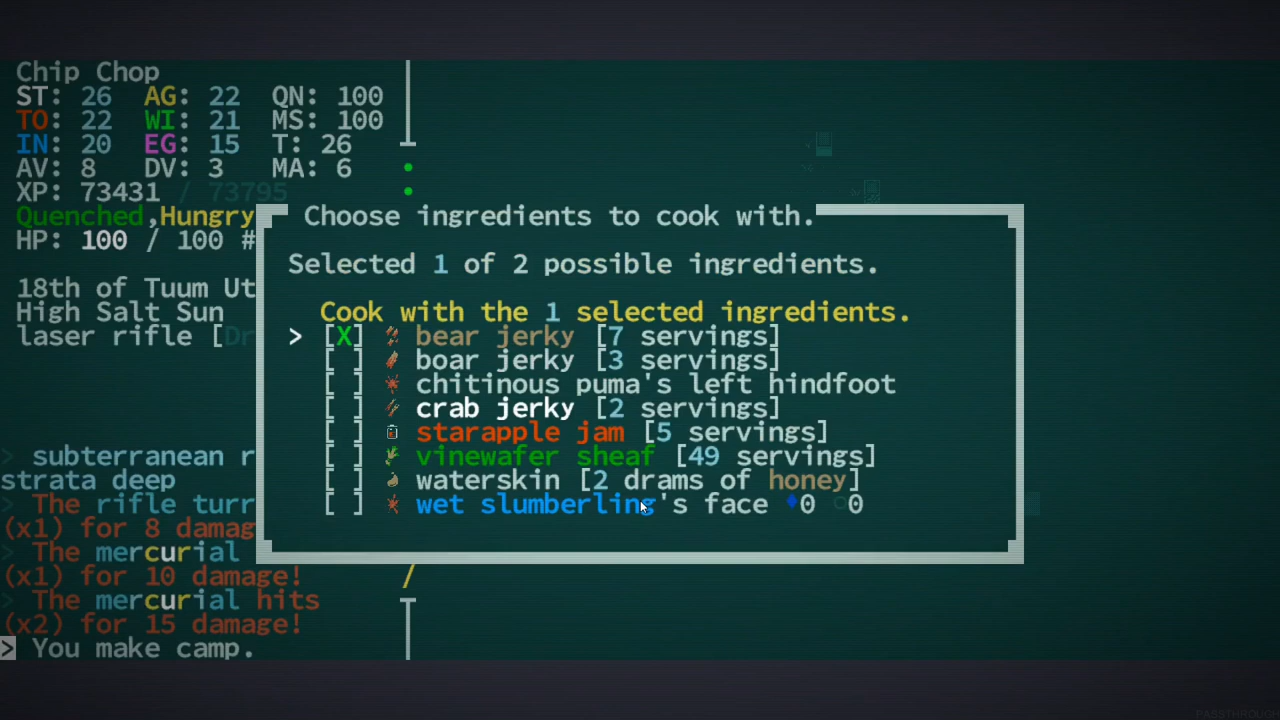 Chip Chop
ST: 26 AG: 22 QN: 100
TO: 22 WI: 21 MS: 100
IN: 20 EG: 15 T: 26
AV: 8 DV: 3 MA: 6
XP: 73431 / 73795
Quenched,Hungry
HP: 100 / 100 #
18th of Tuum Ut
High Salt Sun
laser rifle [Dr
Choose ingredients to cook with.
Selected 1 of 2 possible ingredients.
Cook with the 1 selected ingredients.
> [X] bear jerky [7 servings]
[ ] boar jerky [3 servings]
[ ] chitinous puma's left hindfoot
[ ] crab jerky [2 servings]
[ ] starapple jam [5 servings]
[ ] vinewafer sheaf [49 servings]
[ ] waterskin [2 drams of honey]
[ ] wet slumberling's face ♦0 ○0
> subterranean r
strata deep
> The rifle turr
(x1) for 8 damag
> The mercurial
(x1) for 10 damage!
> The mercurial hits
(x2) for 15 damage!
> You make camp.
PASSTHROUGH